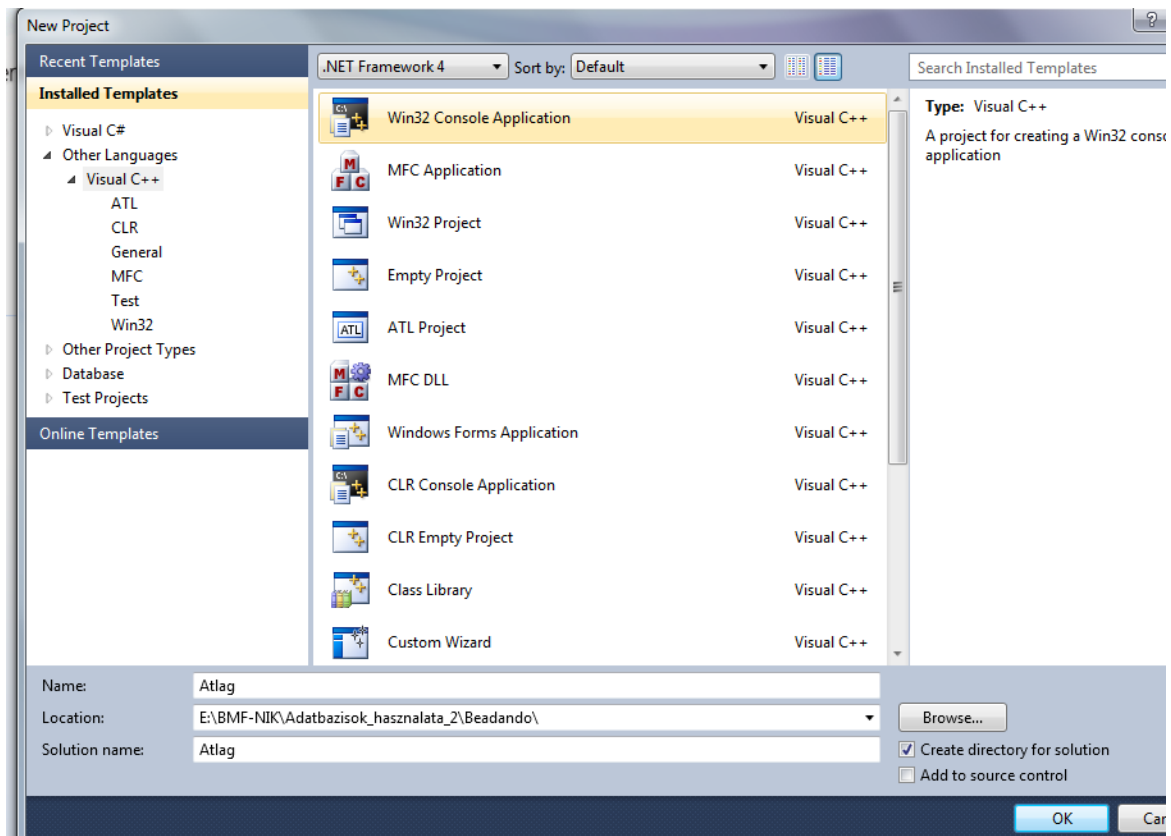 New Project
?
Recent Templates
Installed Templates
Visual C#
Other Languages
Visual C++
ATL
CLR
General
MFC
Test
Win32
Other Project Types
Database
Test Projects
Online Templates
.NET Framework 4 Sort by: Default
Win32 Console Application Visual C++
MFC Application Visual C++
Win32 Project Visual C++
Empty Project Visual C++
ATL Project Visual C++
MFC DLL Visual C++
Windows Forms Application Visual C++
CLR Console Application Visual C++
CLR Empty Project Visual C++
Class Library Visual C++
Custom Wizard Visual C++
Search Installed Templates
Type: Visual C++
A project for creating a Win32 conso
application
Name: Atlag
Location: E:\BMF-NIK\Adatbazisok_hasznalata_2\Beadando\ Browse...
Solution name: Atlag
Create directory for solution
Add to source control
OK Can